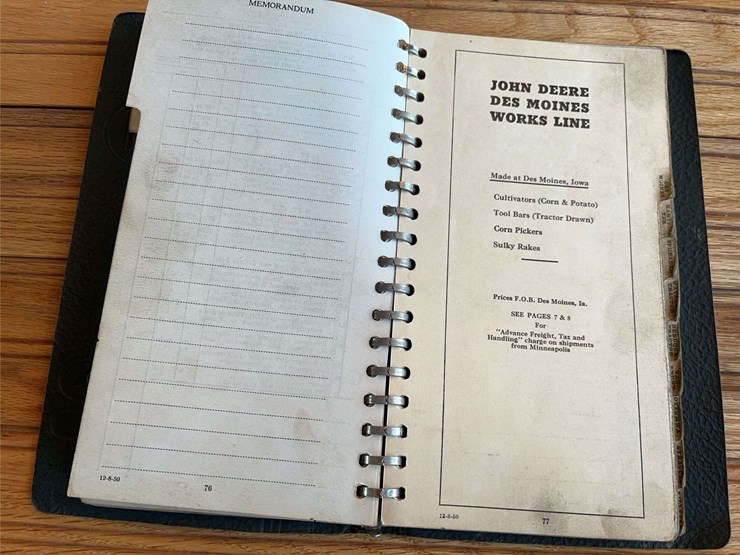 MEMORANDUM
12-8-50
76
JOHN DEERE
DES MOINES
WORKS LINE
Made at Des Moines, Iowa
Cultivators (Corn & Potato)
Tool Bars (Tractor Drawn)
Corn Pickers
Sulky Rakes
Prices F.O.B. Des Moines, Ia.
SEE PAGES 7 & 8
For
"Advance Freight, Tax and
Handling" charge on shipments
from Minneapolis
12-8-50
77